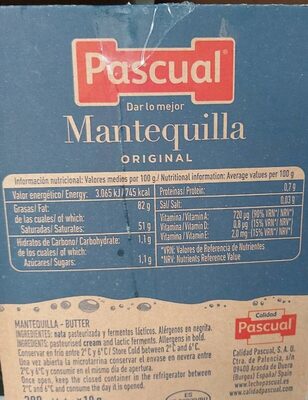 Pascual
Dar lo mejor
Mantequilla
ORIGINAL
Información nutricional: Valores medios por 100 g / Nutritional information: Average values per 100 g
Valor energético/ Energy: 3.065 kJ/745 kcal
Grasas/ Fat: 82 g
de las cuales/ of which:
Saturadas/ Saturates: 51 g
Hidratos de Carbono/ Carbohydrate: 1,1 g
de los cuales/ of which:
Azúcares/ Sugars: 1,1 g
Proteínas/ Protein: 0,7 g
Sal/ Salt: 0,03 g
Vitamina/Vitamin A: 720 µg (90% VRN*/ NRV*)
Vitamina/Vitamin D: 0,8 µg (15% VRN*/ NRV*)
Vitamina/Vitamin E: 2,0 mg (15% VRN*/ NRV*)
*VRN: Valores de Referencia de Nutrientes
*NRV: Nutrients Reference Value
MANTEQUILLA - BUTTER
INGREDIENTES: nata pasteurizada y fermentos lácticos. Alérgenos en negrita.
INGREDIENTS: pasteurised cream and lactic ferments. Allergens in bold.
Conservar en frío entre 2°C y 6°C / Store Cold between 2°C and 6°C.
Una vez abierta la microtarrina conservar el envase en nevera entre
2°C y 6°C y consumir en el mismo día de apertura.
Once open, keep the closed container in the refrigerator between
2°C and 6°C and consume the day it is opened.
Calidad
Pascual
Calidad Pascual, S. A. U.
Ctra. de Palencia, s/n
09400 Aranda de Duero
(Burgos) España/ Spain
www.lechepascual.es
ES